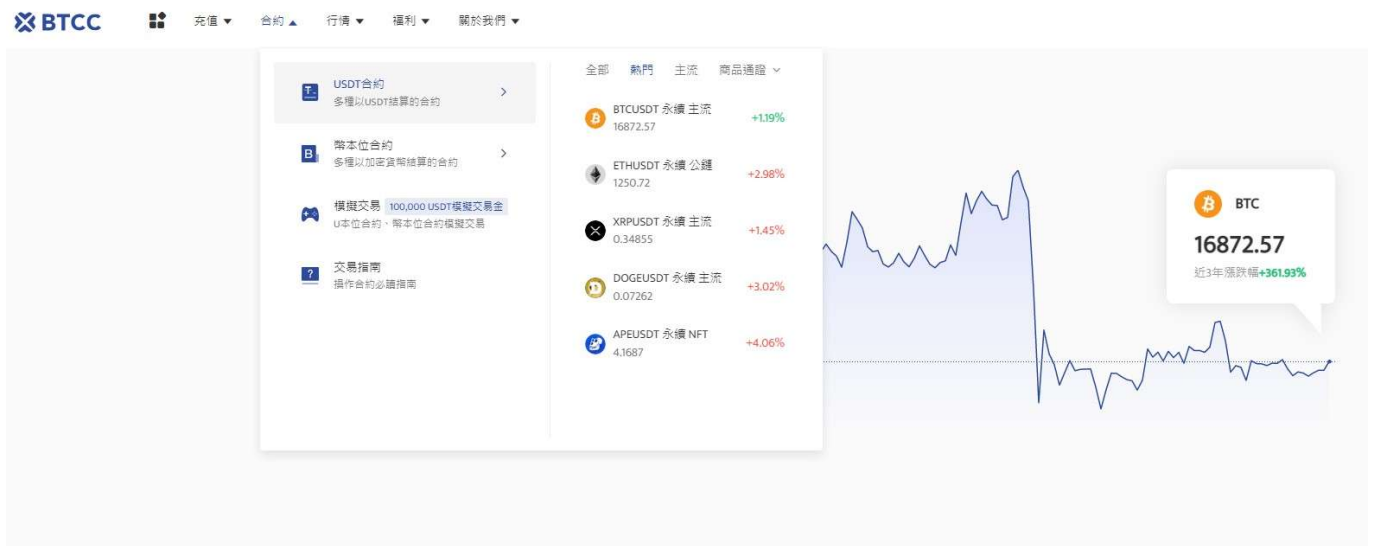 BTCC
充值▼
合約▲
行情▼
福利▼
關於我們▼
USDT合約
多種以USDT結算的合約
幣本位合約
多種以加密貨幣結算的合約
模擬交易 100,000 USDT模擬交易金
U本位合約、幣本位合約模擬交易
交易指南
操作合約必讀指南
全部 熱門 主流 商品通證
BTCUSDT 永續 主流
16872.57
+1.19%
ETHUSDT 永續 公鏈
1250.72
+2.98%
XRPUSDT 永續 主流
0.34855
+1.45%
DOGEUSDT 永續 主流
0.07262
+3.02%
APEUSDT 永續 NFT
4.1687
+4.06%
BTC
16872.57
近3年漲跌幅+361.93%